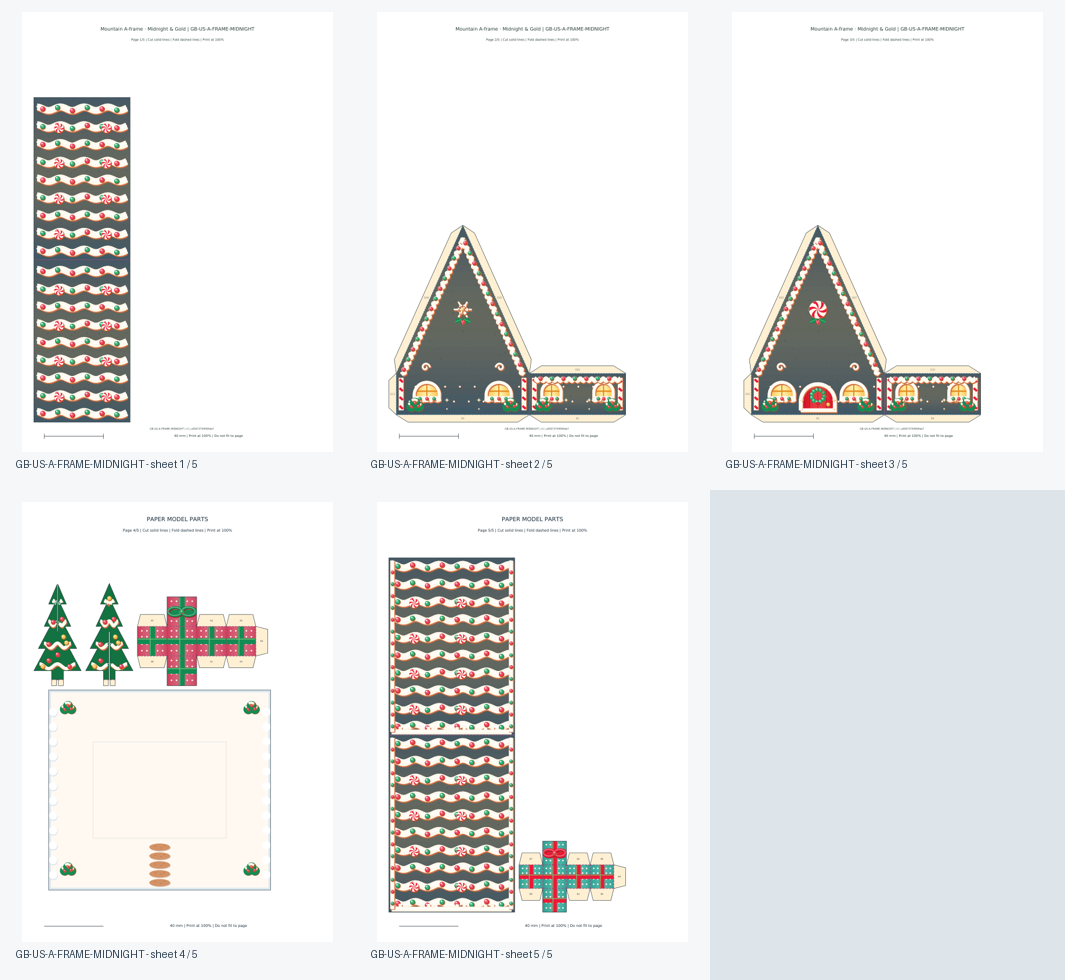 Mountain A-frame · Midnight & Gold | GB-US-A-FRAME-MIDNIGHT
Page 1/5 | Cut solid lines | Fold dashed lines | Print at 100%
40 mm | Print at 100% | Do not fit to page
GB-US-A-FRAME-MIDNIGHT - sheet 1 / 5
Mountain A-frame · Midnight & Gold | GB-US-A-FRAME-MIDNIGHT
Page 2/5 | Cut solid lines | Fold dashed lines | Print at 100%
40 mm | Print at 100% | Do not fit to page
GB-US-A-FRAME-MIDNIGHT - sheet 2 / 5
Mountain A-frame · Midnight & Gold | GB-US-A-FRAME-MIDNIGHT
Page 3/5 | Cut solid lines | Fold dashed lines | Print at 100%
40 mm | Print at 100% | Do not fit to page
GB-US-A-FRAME-MIDNIGHT - sheet 3 / 5
PAPER MODEL PARTS
Page 4/5 | Cut solid lines | Fold dashed lines | Print at 100%
40 mm | Print at 100% | Do not fit to page
GB-US-A-FRAME-MIDNIGHT - sheet 4 / 5
PAPER MODEL PARTS
Page 5/5 | Cut solid lines | Fold dashed lines | Print at 100%
40 mm | Print at 100% | Do not fit to page
GB-US-A-FRAME-MIDNIGHT - sheet 5 / 5